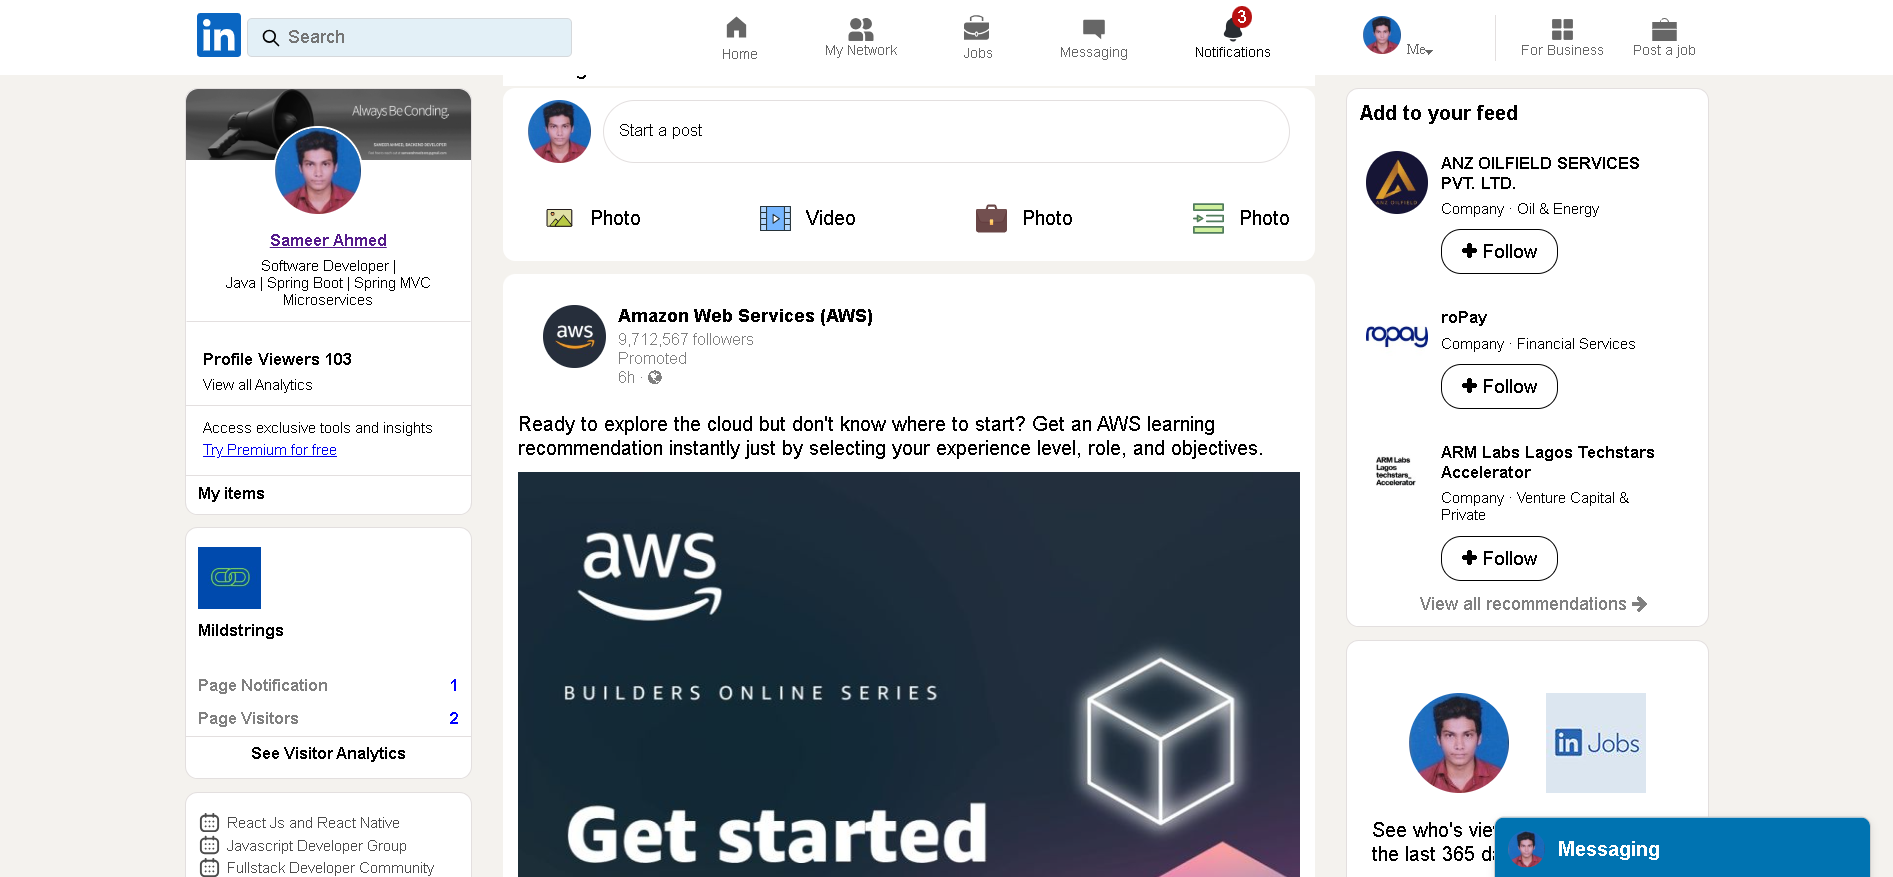 in
Search
Home
My Network
Jobs
Messaging
3
Notifications
Me
For Business
Post a job
Always Be Conding.
SAMEER AHMED, BACKEND DEVELOPER
Sameer Ahmed
Software Developer |
Java | Spring Boot | Spring MVC
Microservices
Profile Viewers 103
View all Analytics
Access exclusive tools and insights
Try Premium for free
My items
Mildstrings
Page Notification 1
Page Visitors 2
See Visitor Analytics
React Js and React Native
Javascript Developer Group
Fullstack Developer Community
Start a post
Photo
Video
Photo
Photo
aws
Amazon Web Services (AWS)
9,712,567 followers
Promoted
6h ·
Ready to explore the cloud but don't know where to start? Get an AWS learning
recommendation instantly just by selecting your experience level, role, and objectives.
aws
BUILDERS ONLINE SERIES
Get started
Add to your feed
ANZ OILFIELD
ANZ OILFIELD SERVICES
PVT. LTD.
Company · Oil & Energy
Follow
ropay
roPay
Company · Financial Services
Follow
ARM Labs
Lagos
techstars_
Accelerator
ARM Labs Lagos Techstars
Accelerator
Company · Venture Capital &
Private
Follow
View all recommendations
in Jobs
See who's
the last 365
Messaging